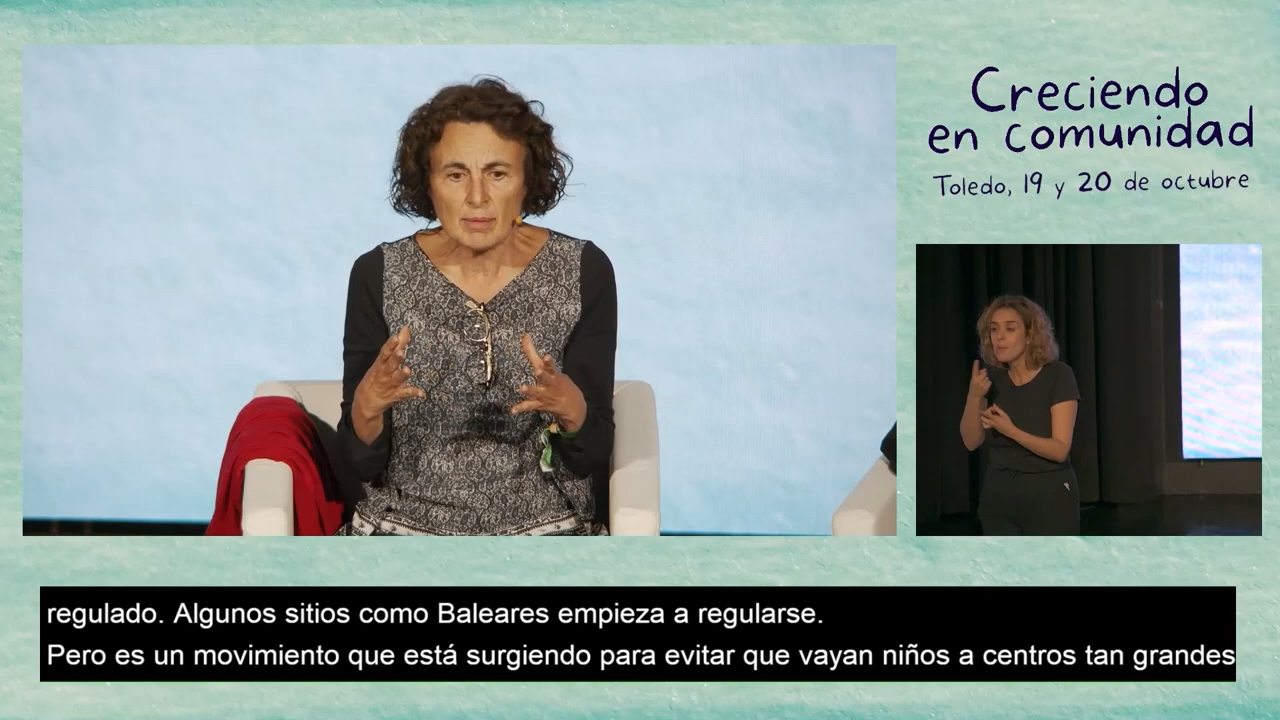 Creciendo
en comunidad
Toledo, 19 y 20 de octubre
regulado. Algunos sitios como Baleares empieza a regularse.
Pero es un movimiento que está surgiendo para evitar que vayan niños a centros tan grandes